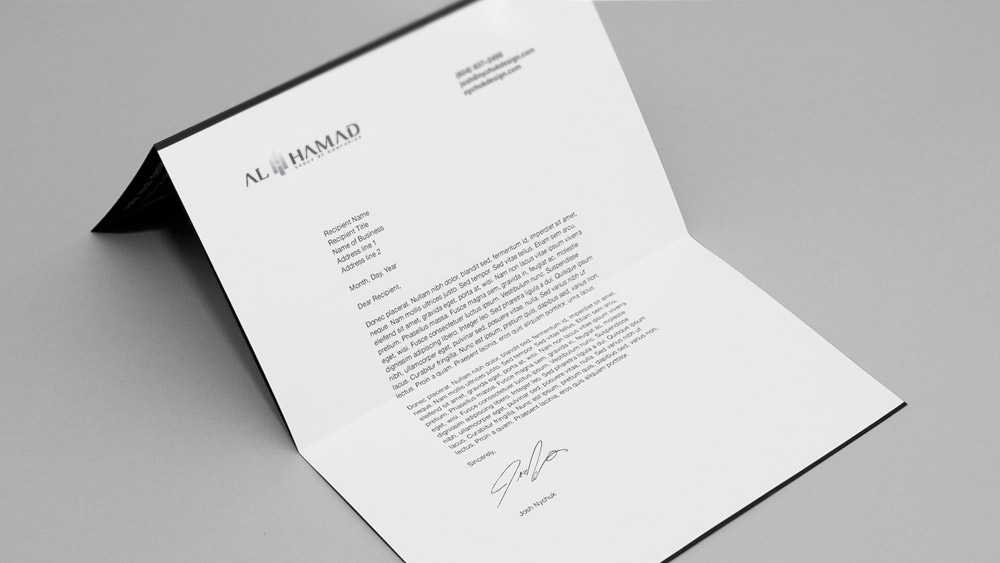 (604) 837-2496
josh@nychukdesign.com
nychukdesign.com
AL HAMAD
GROUP OF COMPANIES
Recipient Name
Recipient Title
Name of Business
Address line 1
Address line 2
Month, Day, Year
Dear Recipient,
Donec placerat. Nullam nibh dolor, blandit sed, fermentum id, imperdiet sit amet,
neque. Nam mollis ultrices justo. Sed tempor. Sed vitae tellus. Etiam sem arcu,
eleifend sit amet, gravida eget, porta at, wisi. Nam non lacus vitae ipsum viverra
pretium. Phasellus massa. Fusce magna sem, gravida in, feugiat ac, molestie
eget, wisi. Fusce consectetuer luctus ipsum. Vestibulum nunc. Suspendisse
dignissim adipiscing libero. Integer leo. Sed pharetra ligula a dui. Quisque ipsum
nibh, ullamcorper eget, pulvinar sed, posuere vitae, nulla. Sed varius nibh ut
lacus. Curabitur fringilla. Nunc est ipsum, pretium quis, dapibus sed, varius non,
lectus. Proin a quam. Praesent lacinia, eros quis aliquam porttitor, urna lacus.
Donec placerat. Nullam nibh dolor, blandit sed, fermentum id, imperdiet sit amet,
neque. Nam mollis ultrices justo. Sed tempor. Sed vitae tellus. Etiam sem arcu,
eleifend sit amet, gravida eget, porta at, wisi. Nam non lacus vitae ipsum viverra
pretium. Phasellus massa. Fusce magna sem, gravida in, feugiat ac, molestie
eget, wisi. Fusce consectetuer luctus ipsum. Vestibulum nunc. Suspendisse
dignissim adipiscing libero. Integer leo. Sed pharetra ligula a dui. Quisque ipsum
nibh, ullamcorper eget, pulvinar sed, posuere vitae, nulla. Sed varius nibh ut
lacus. Curabitur fringilla. Nunc est ipsum, pretium quis, dapibus sed, varius non,
lectus. Proin a quam. Praesent lacinia, eros quis aliquam porttitor.
Sincerely,
Josh Nychuk